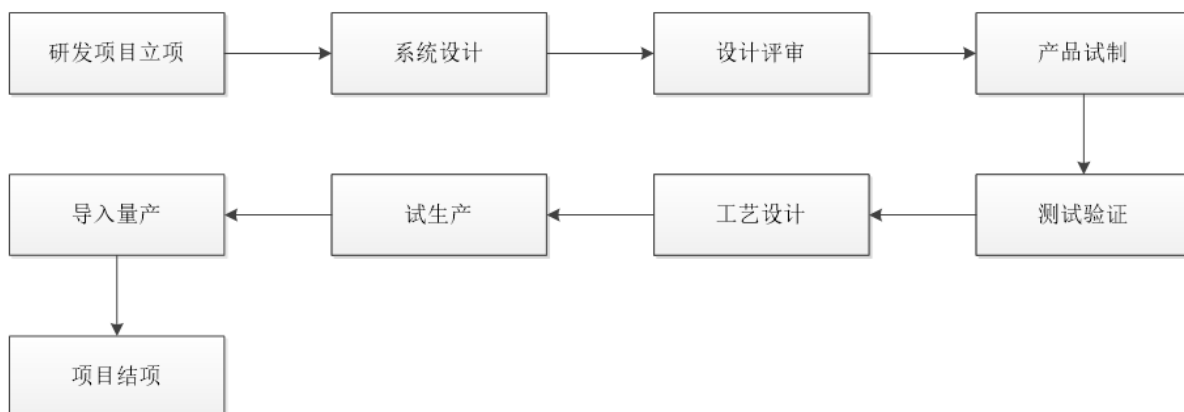 研发项目立项
系统设计
设计评审
产品试制
测试验证
工艺设计
试生产
导入量产
项目结项